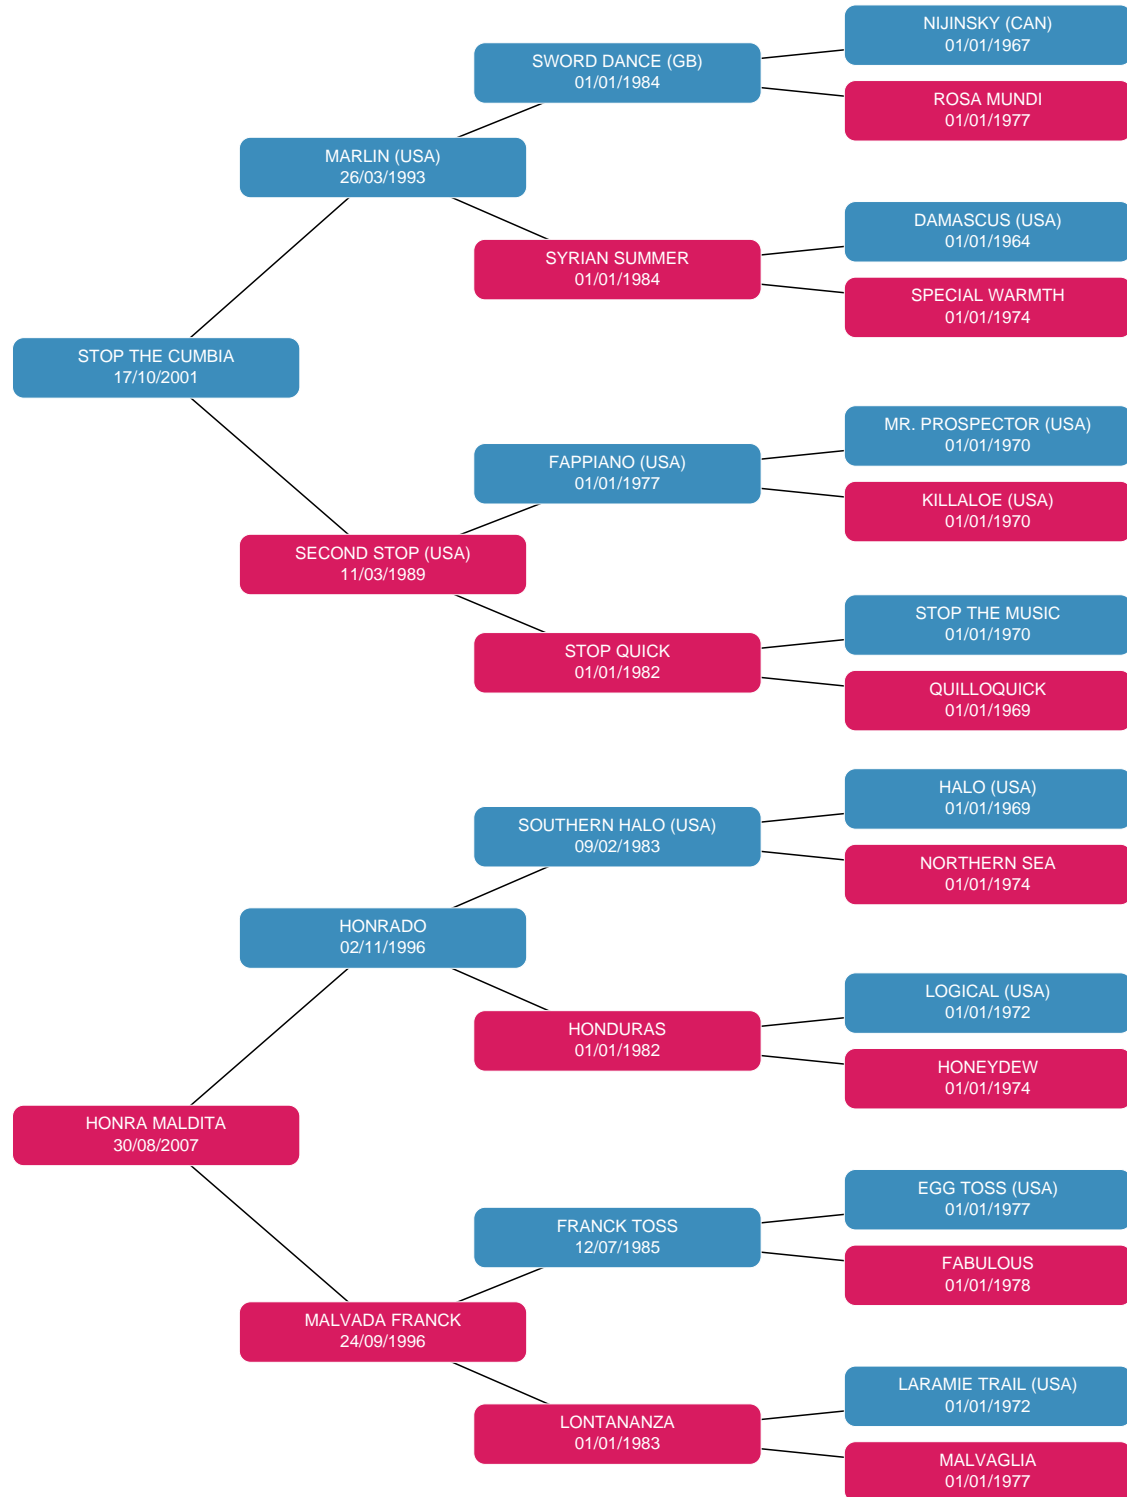 NIJINSKY (CAN)
01/01/1967
SWORD DANCE (GB)
01/01/1984
ROSA MUNDI
01/01/1977
MARLIN (USA)
26/03/1993
DAMASCUS (USA)
01/01/1964
SYRIAN SUMMER
01/01/1984
SPECIAL WARMTH
01/01/1974
STOP THE CUMBIA
17/10/2001
MR. PROSPECTOR (USA)
01/01/1970
FAPPIANO (USA)
01/01/1977
KILLALOE (USA)
01/01/1970
SECOND STOP (USA)
11/03/1989
STOP THE MUSIC
01/01/1970
STOP QUICK
01/01/1982
QUILLOQUICK
01/01/1969
HALO (USA)
01/01/1969
SOUTHERN HALO (USA)
09/02/1983
NORTHERN SEA
01/01/1974
HONRADO
02/11/1996
LOGICAL (USA)
01/01/1972
HONDURAS
01/01/1982
HONEYDEW
01/01/1974
HONRA MALDITA
30/08/2007
EGG TOSS (USA)
01/01/1977
FRANCK TOSS
12/07/1985
FABULOUS
01/01/1978
MALVADA FRANCK
24/09/1996
LARAMIE TRAIL (USA)
01/01/1972
LONTANANZA
01/01/1983
MALVAGLIA
01/01/1977